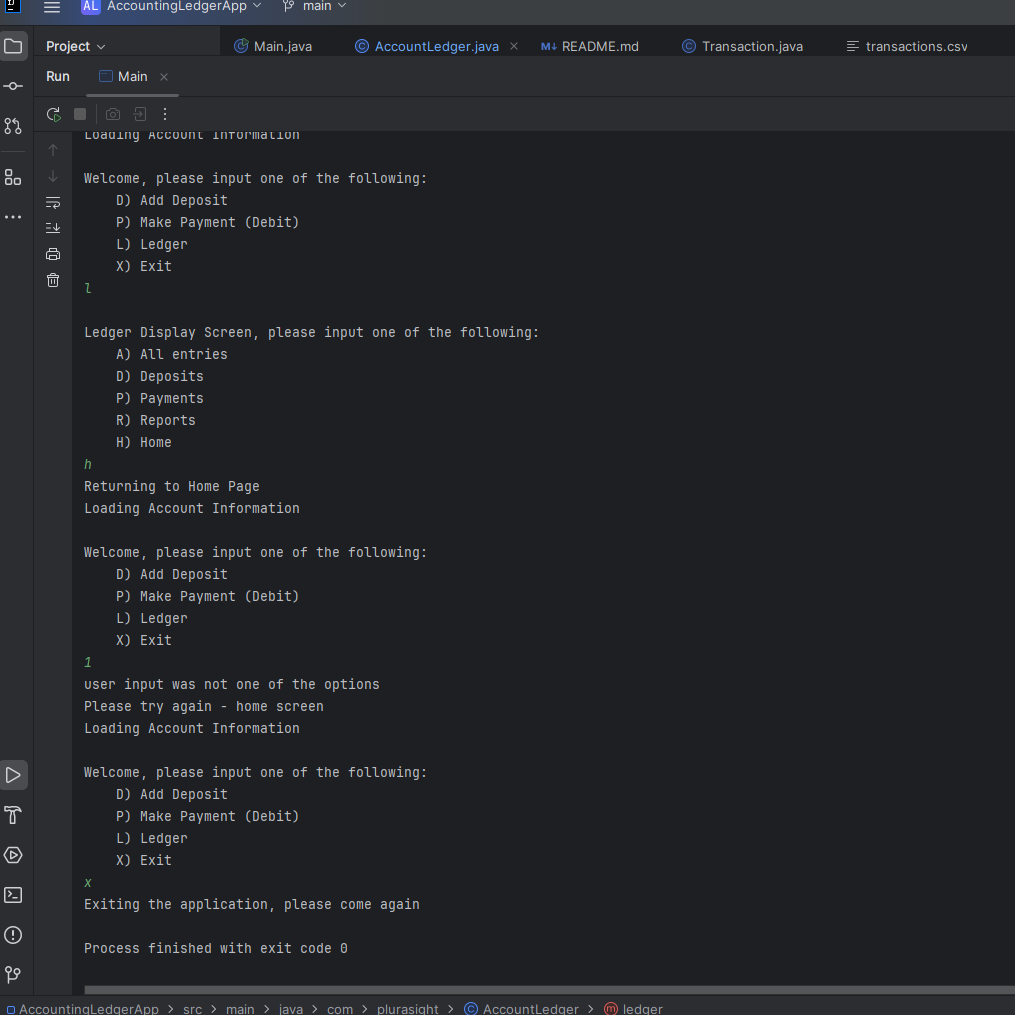 AL AccountingLedgerApp main
Project Main.java AccountLedger.java M↓ README.md Transaction.java transactions.csv
Run Main
Loading Account Information
Welcome, please input one of the following:
D) Add Deposit
P) Make Payment (Debit)
L) Ledger
X) Exit
l
Ledger Display Screen, please input one of the following:
A) All entries
D) Deposits
P) Payments
R) Reports
H) Home
h
Returning to Home Page
Loading Account Information
Welcome, please input one of the following:
D) Add Deposit
P) Make Payment (Debit)
L) Ledger
X) Exit
1
user input was not one of the options
Please try again - home screen
Loading Account Information
Welcome, please input one of the following:
D) Add Deposit
P) Make Payment (Debit)
L) Ledger
X) Exit
x
Exiting the application, please come again
Process finished with exit code 0
AccountingLedgerApp > src > main > java > com > plurasight > AccountLedger > ledger